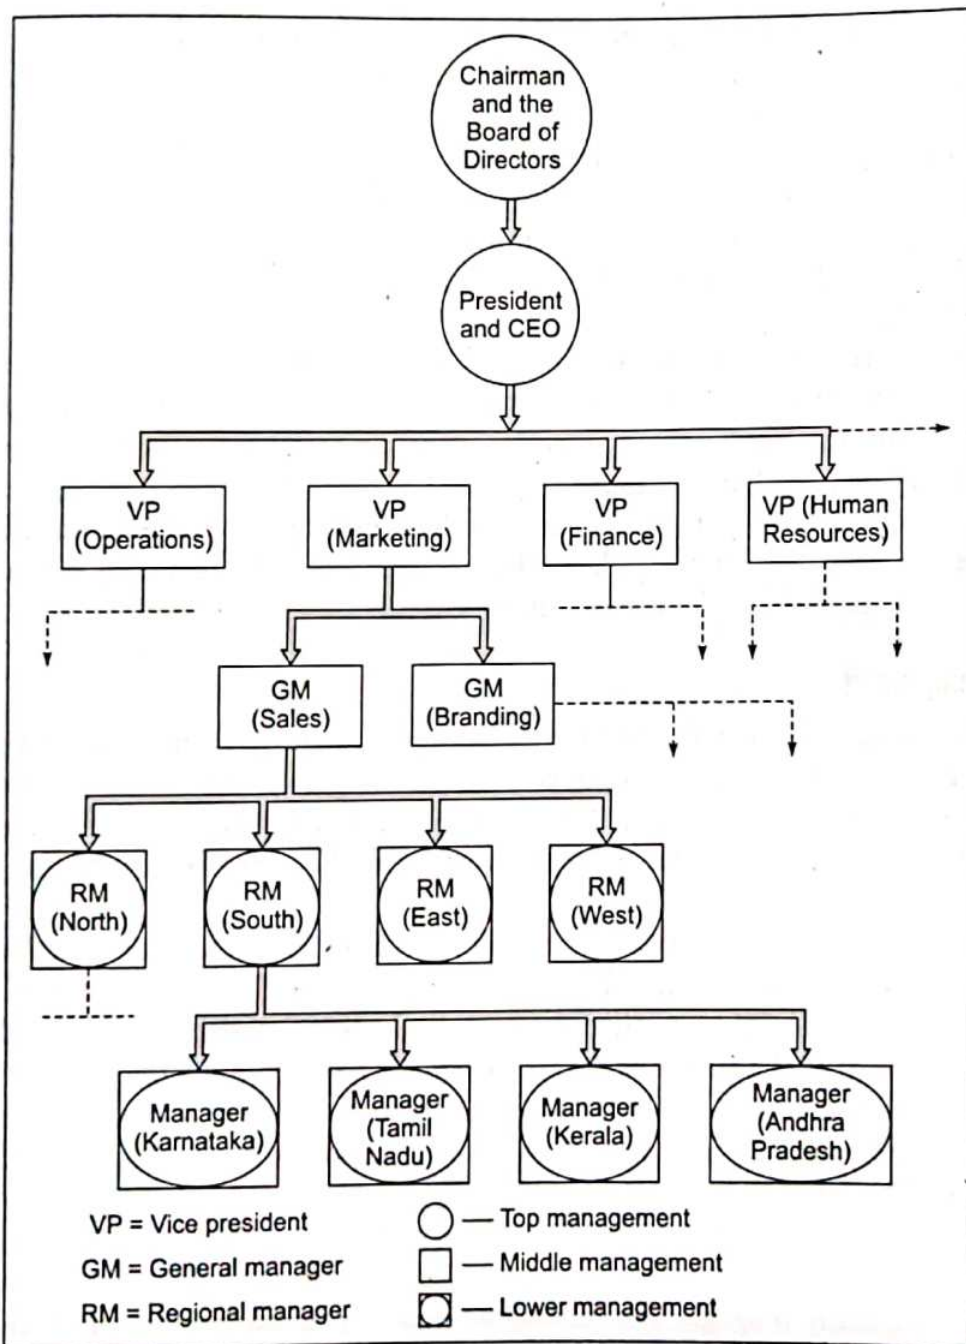 Chairman
and the
Board of
Directors
President
and CEO
VP
(Operations)
VP
(Marketing)
VP
(Finance)
VP (Human
Resources)
GM
(Sales)
GM
(Branding)
RM
(North)
RM
(South)
RM
(East)
RM
(West)
Manager
(Karnataka)
Manager
(Tamil
Nadu)
Manager
(Kerala)
Manager
(Andhra
Pradesh)
VP = Vice president
GM = General manager
RM = Regional manager
— Top management
— Middle management
— Lower management